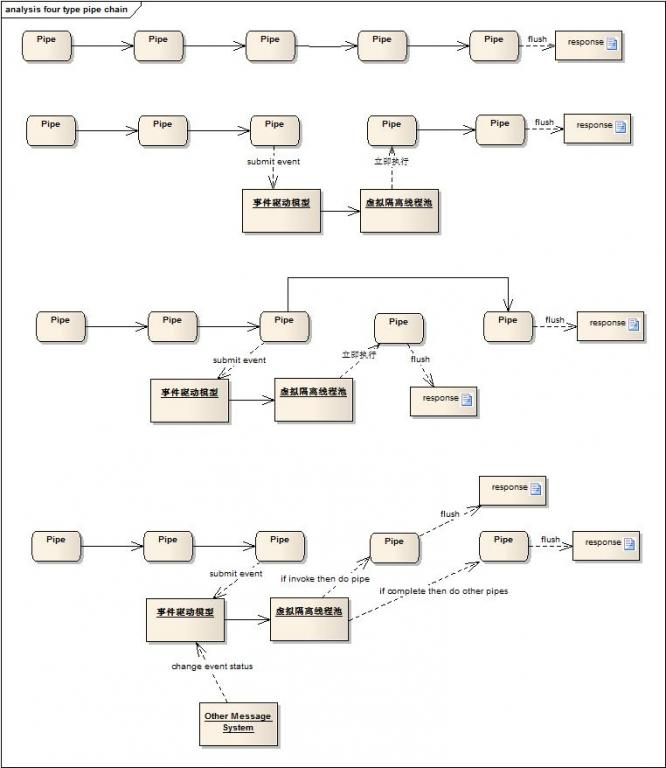 analysis four type pipe chain
Pipe
Pipe
Pipe
Pipe
Pipe
flush
response
Pipe
Pipe
Pipe
Pipe
Pipe
flush
response
submit event
立即执行
事件驱动模型
虚拟隔离线程池
Pipe
Pipe
Pipe
Pipe
Pipe
flush
response
submit event
立即执行
flush
事件驱动模型
虚拟隔离线程池
response
response
flush
Pipe
Pipe
Pipe
Pipe
Pipe
flush
response
submit event
if invoke then do pipe
if complete then do other pipes
事件驱动模型
虚拟隔离线程池
change event status
Other Message
System